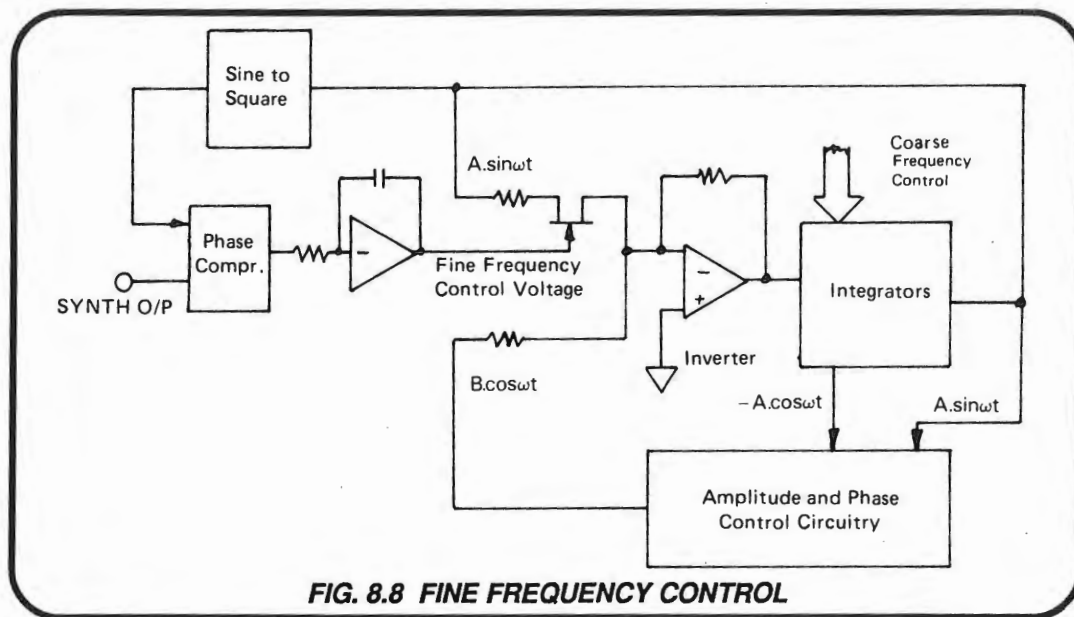 Sine to
Square
A.sinωt
Coarse
Frequency
Control
Phase
Compr.
−
Fine Frequency
Control Voltage
−
+
Integrators
SYNTH O/P
Inverter
B.cosωt
−A.cosωt
A.sinωt
Amplitude and Phase
Control Circuitry
FIG. 8.8 FINE FREQUENCY CONTROL